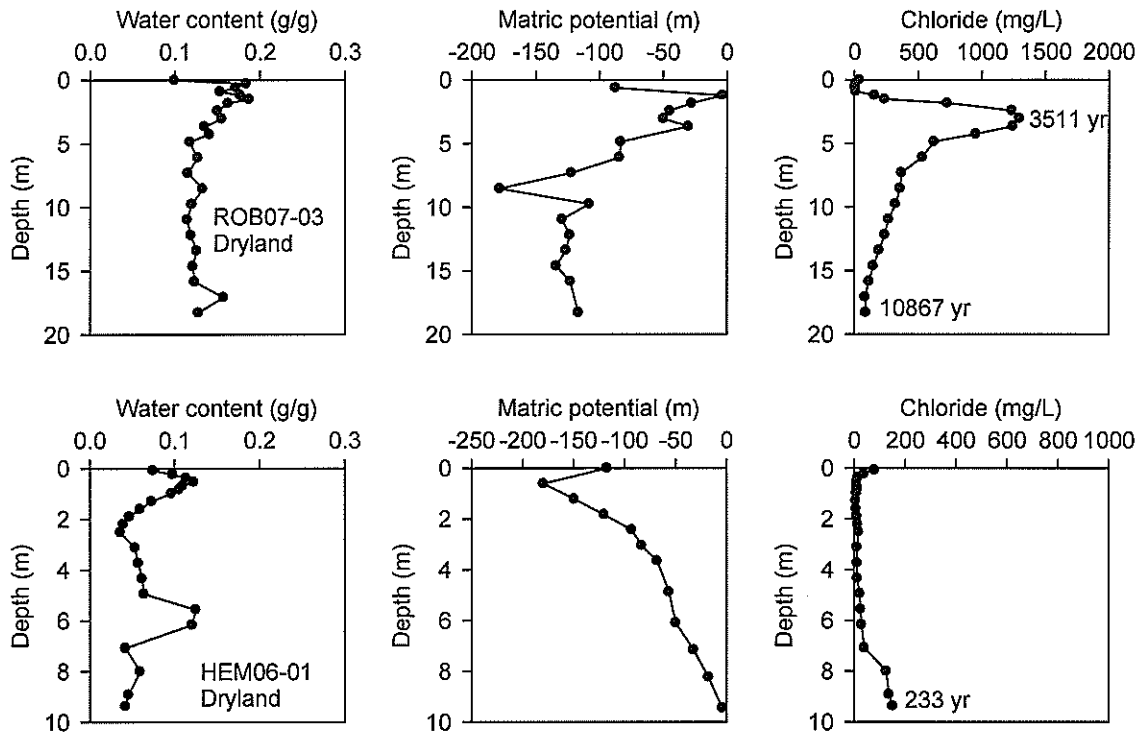 Water content (g/g)
0.0 0.1 0.2 0.3
Depth (m)
0
5
10
15
20
ROB07-03
Dryland
Matric potential (m)
-200 -150 -100 -50 0
Depth (m)
0
5
10
15
20
Chloride (mg/L)
0 500 1000 1500 2000
Depth (m)
0
5
10
15
20
3511 yr
10867 yr
Water content (g/g)
0.0 0.1 0.2 0.3
Depth (m)
0
2
4
6
8
10
HEM06-01
Dryland
Matric potential (m)
-250 -200 -150 -100 -50 0
Depth (m)
0
2
4
6
8
10
Chloride (mg/L)
0 200 400 600 800 1000
Depth (m)
0
2
4
6
8
10
233 yr